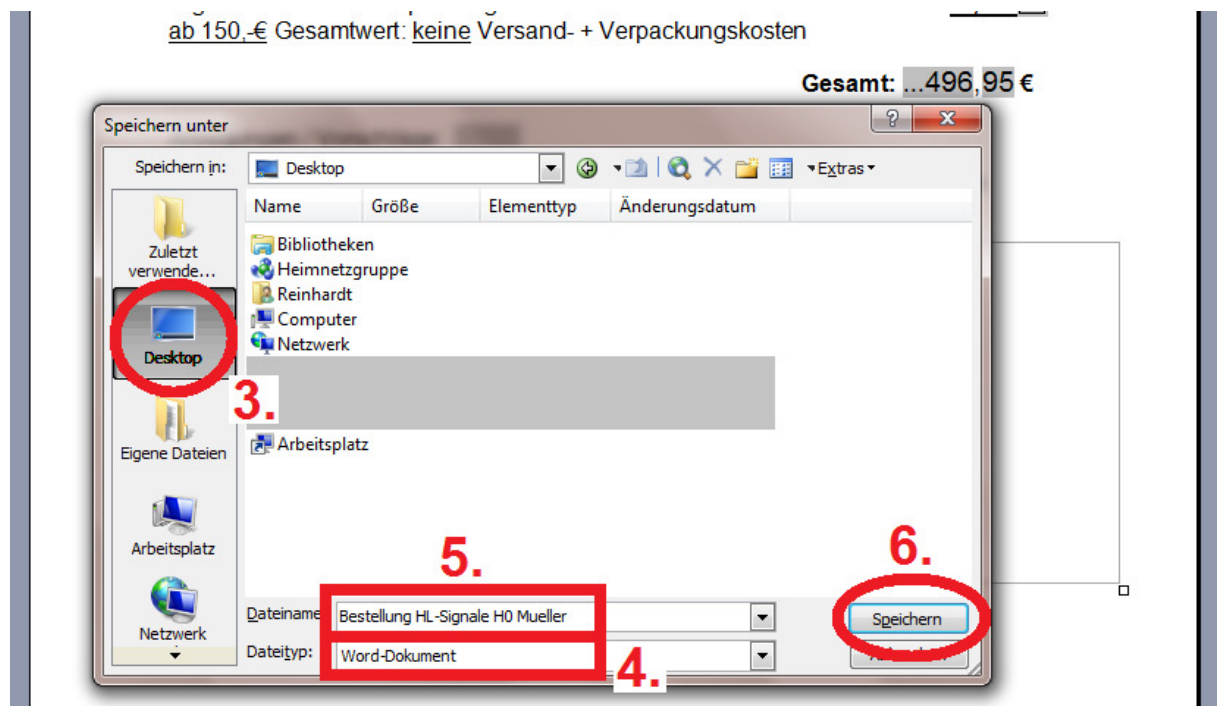 ab 150,-€ Gesamtwert: keine Versand- + Verpackungskosten
Gesamt: ...496,95 €
Speichern unter
Speichern in:
Desktop
Extras
Zuletzt
verwende...
Desktop
3.
Eigene Dateien
Arbeitsplatz
Netzwerk
Name Größe Elementtyp Änderungsdatum
Bibliotheken
Heimnetzgruppe
Reinhardt
Computer
Netzwerk
Arbeitsplatz
5.
6.
Dateiname
Bestellung HL-Signale H0 Mueller
Speichern
Dateityp:
Word-Dokument
4.